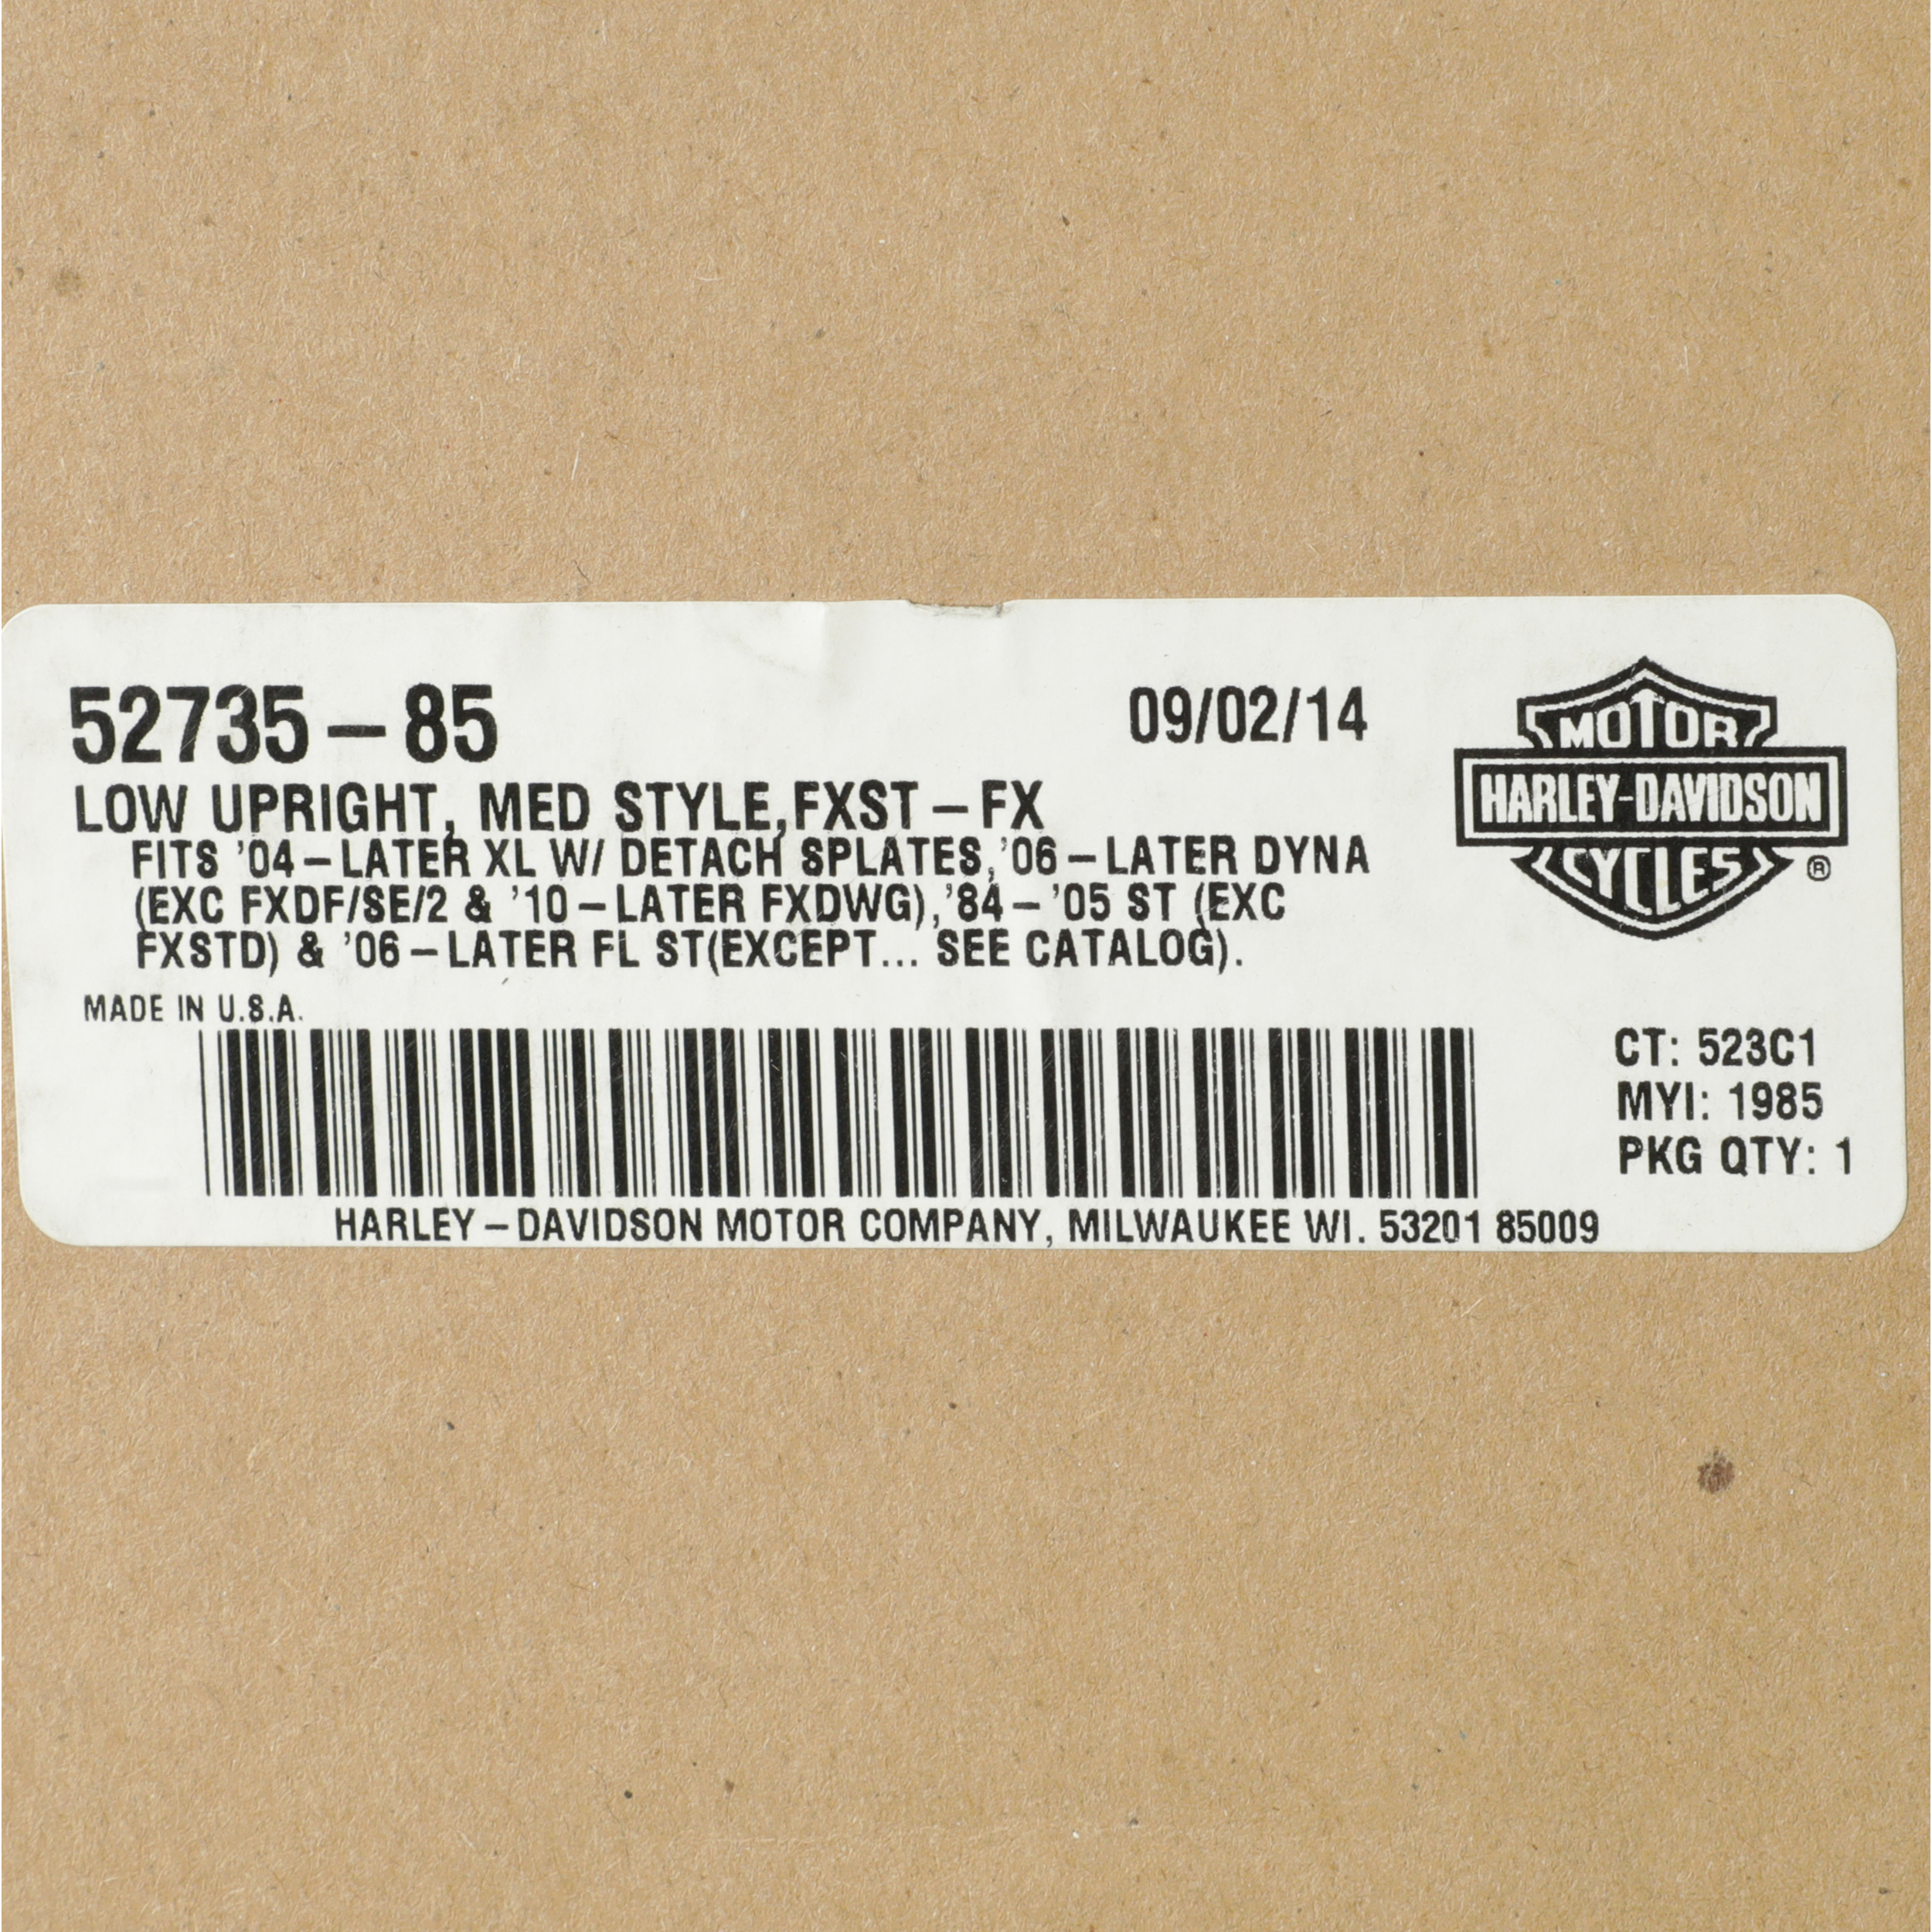 52735-85
09/02/14
LOW UPRIGHT, MED STYLE,FXST-FX
FITS '04-LATER XL W/ DETACH SPLATES,'06-LATER DYNA
(EXC FXDF/SE/2 & '10-LATER FXDWG),'84-'05 ST (EXC
FXSTD) & '06-LATER FL ST(EXCEPT... SEE CATALOG).
MOTOR
HARLEY-DAVIDSON
CYCLES
®
MADE IN U.S.A.
CT: 523C1
MYI: 1985
PKG QTY: 1
HARLEY-DAVIDSON MOTOR COMPANY, MILWAUKEE WI. 53201 85009